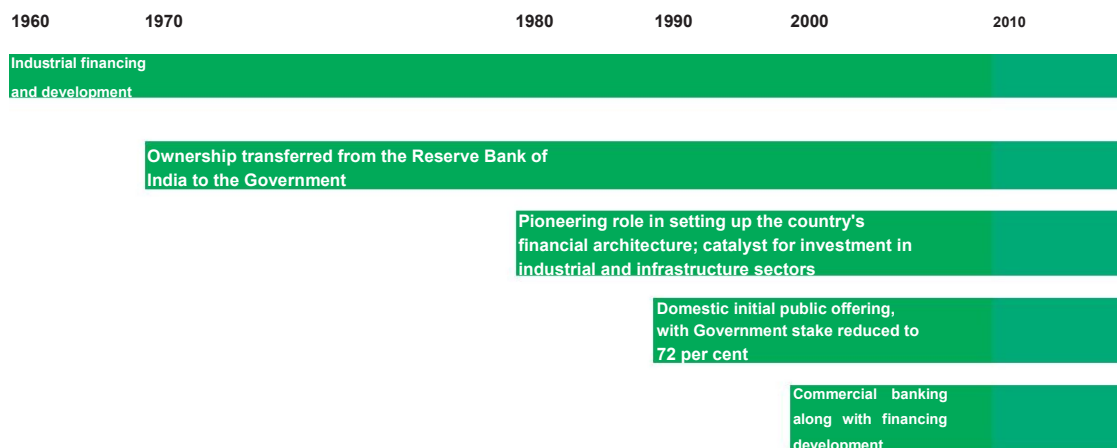 1960 1970 1980 1990 2000 2010
Industrial financing
and development
Ownership transferred from the Reserve Bank of
India to the Government
Pioneering role in setting up the country's
financial architecture; catalyst for investment in
industrial and infrastructure sectors
Domestic initial public offering,
with Government stake reduced to
72 per cent
Commercial banking
along with financing
development